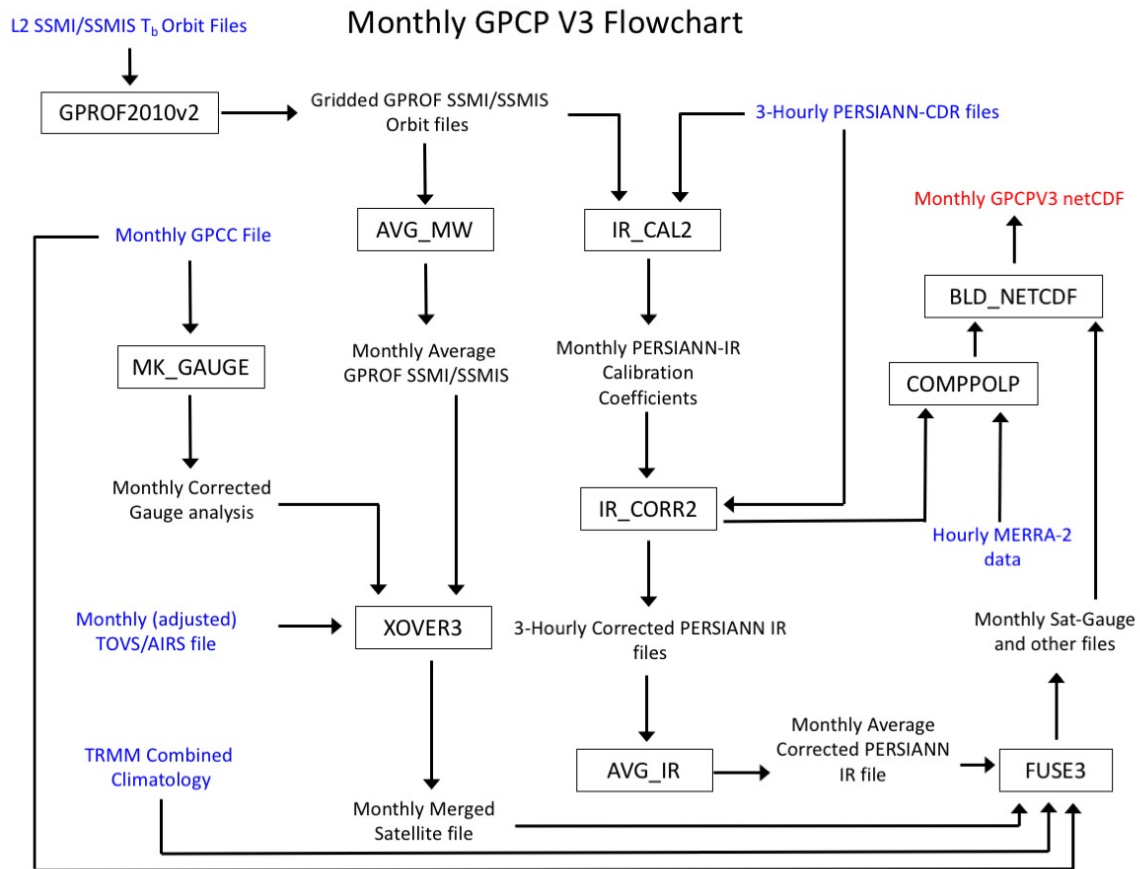 Monthly GPCP V3 Flowchart
L2 SSMI/SSMIS Tb Orbit Files
GPROF2010v2
Gridded GPROF SSMI/SSMIS
Orbit files
3-Hourly PERSIANN-CDR files
Monthly GPCPV3 netCDF
Monthly GPCC File
AVG_MW
IR_CAL2
BLD_NETCDF
MK_GAUGE
Monthly Average
GPROF SSMI/SSMIS
Monthly PERSIANN-IR
Calibration
Coefficients
COMPPOLP
Monthly Corrected
Gauge analysis
IR_CORR2
Hourly MERRA-2
data
Monthly (adjusted)
TOVS/AIRS file
XOVER3
3-Hourly Corrected PERSIANN IR
files
Monthly Sat-Gauge
and other files
TRMM Combined
Climatology
AVG_IR
Monthly Average
Corrected PERSIANN
IR file
FUSE3
Monthly Merged
Satellite file